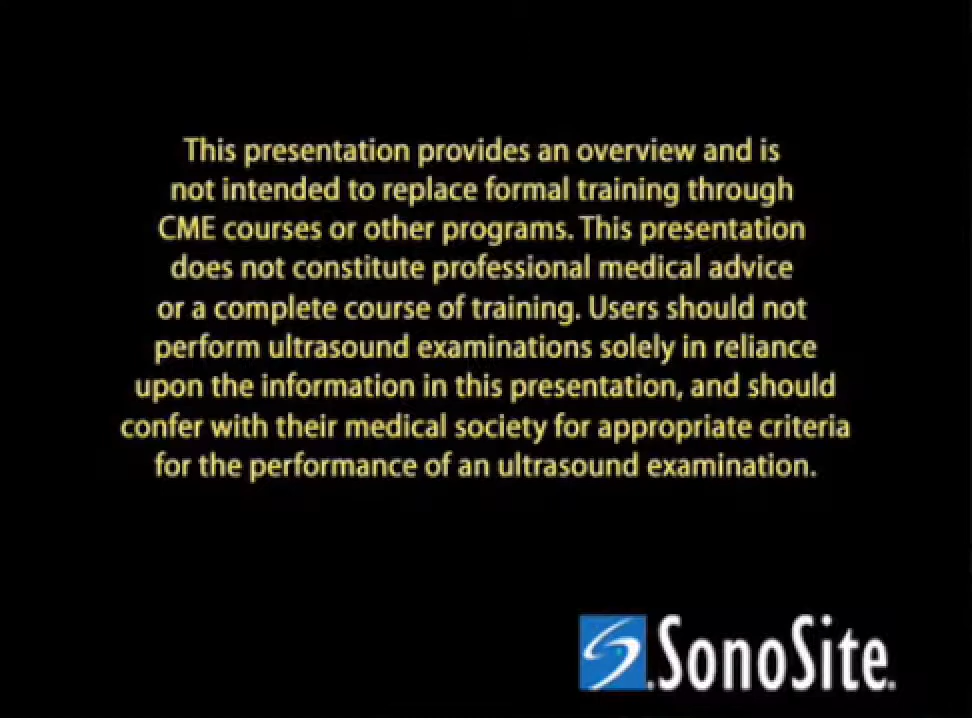 This presentation provides an overview and is
not intended to replace formal training through
CME courses or other programs. This presentation
does not constitute professional medical advice
or a complete course of training. Users should not
perform ultrasound examinations solely in reliance
upon the information in this presentation, and should
confer with their medical society for appropriate criteria
for the performance of an ultrasound examination.
SonoSite.